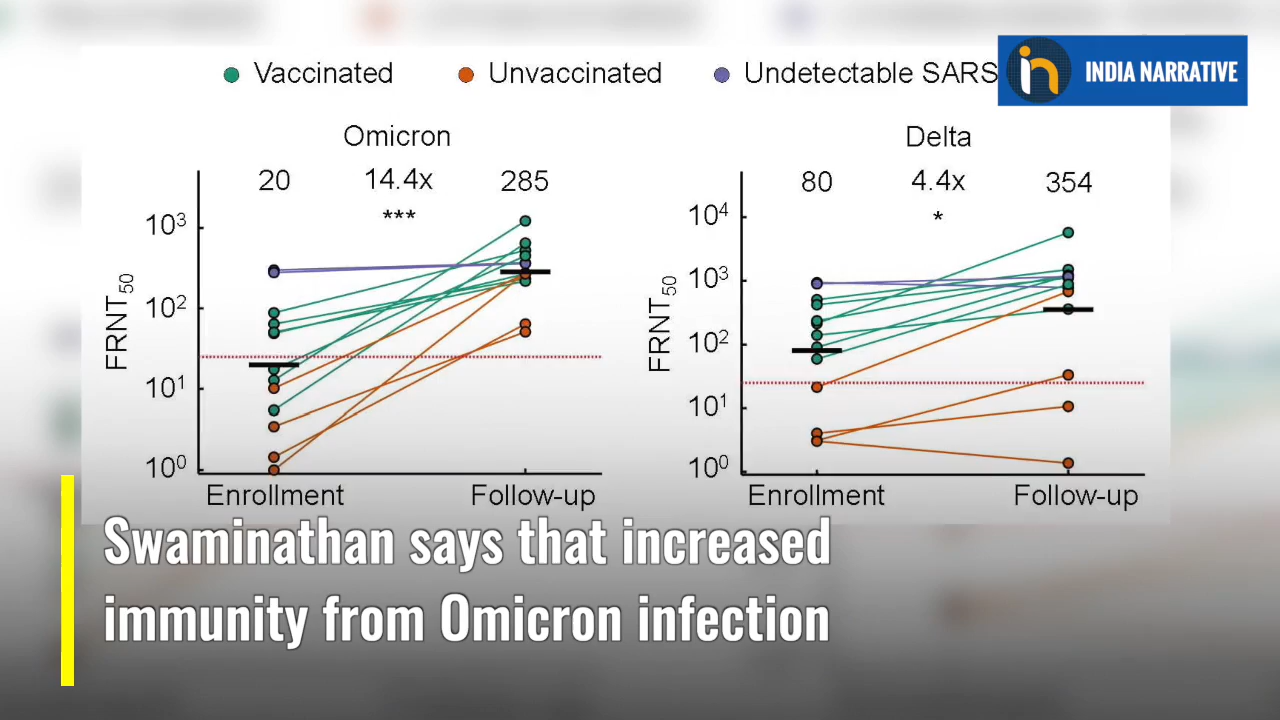 Vaccinated Unvaccinated Undetectable SARS
INDIA NARRATIVE
Omicron
20 14.4x 285
***
10³
10²
10¹
10⁰
FRNT₅₀
Enrollment Follow-up
Delta
80 4.4x 354
*
10⁴
10³
10²
10¹
10⁰
FRNT₅₀
Enrollment Follow-up
Swaminathan says that increased
immunity from Omicron infection